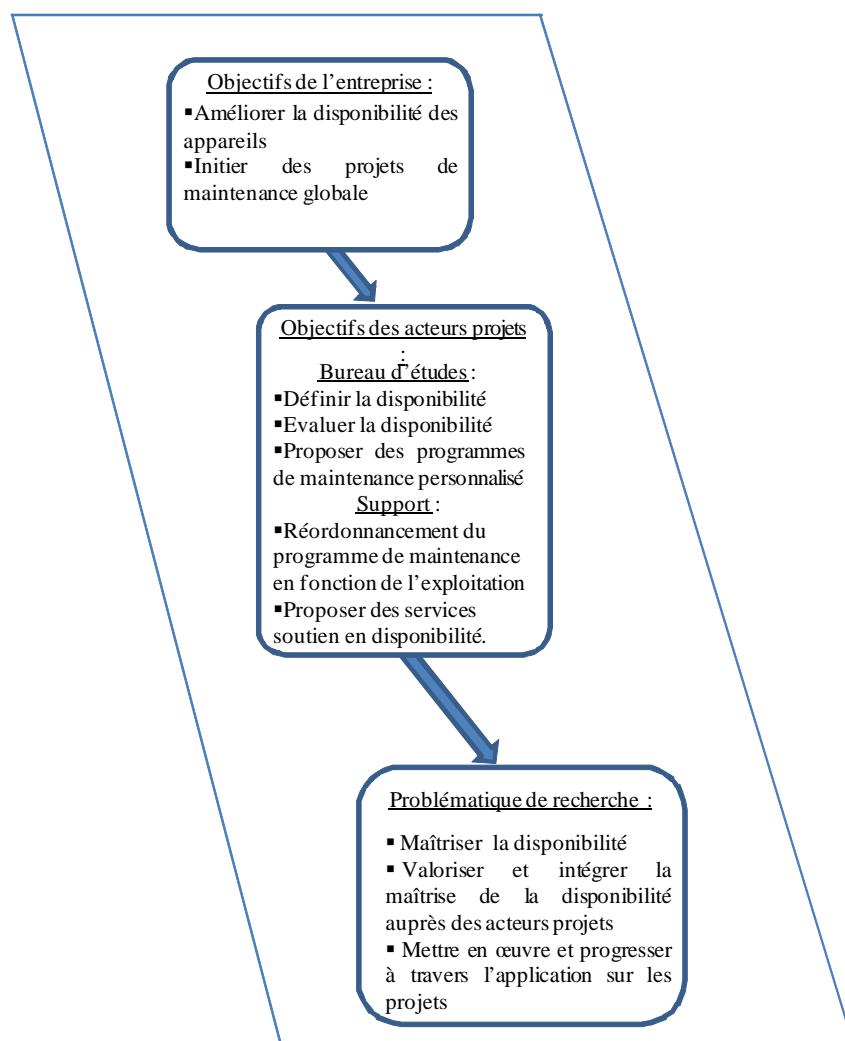 Objectifs de l’entreprise :
▪Améliorer la disponibilité des
appareils
▪Initier des projets de
maintenance globale
Objectifs des acteurs projets
:
Bureau d’études :
▪Définir la disponibilité
▪Evaluer la disponibilité
▪Proposer des programmes
de maintenance personnalisé
Support :
▪Réordonnancement du
programme de maintenance
en fonction de l’exploitation
▪Proposer des services
soutien en disponibilité.
Problématique de recherche :
▪ Maîtriser la disponibilité
▪ Valoriser et intégrer la
maîtrise de la disponibilité
auprès des acteurs projets
▪ Mettre en œuvre et progresser
à travers l’application sur les
projets